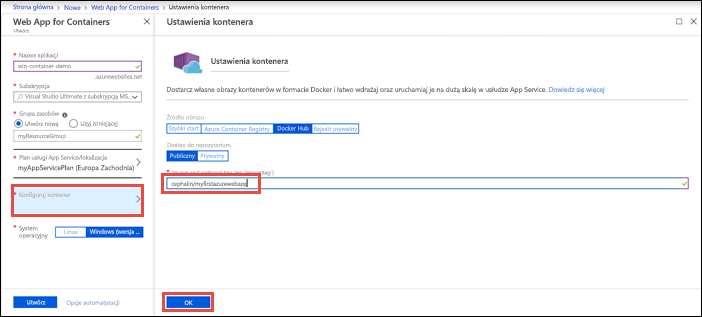 Strona główna > Nowe > Web App for Containers > Ustawienia kontenera
Web App for Containers
Utwórz
* Nazwa aplikacji
win-container-demo
.azurewebsites.net
* Subskrypcja
Visual Studio Ultimate z subskrypcją MS...
* Grupa zasobów
Utwórz nową Użyj istniejącej
myResourceGroup
* Plan usługi App Service/lokalizacja
myAppServicePlan (Europa Zachodnia)
* Konfiguruj kontener
* System operacyjny
Linux Windows (wersja ...
Utwórz Opcje automatyzacji
Ustawienia kontenera
Ustawienia kontenera
Dostarcz własne obrazy kontenerów w formacie Docker i łatwo wdrażaj oraz uruchamiaj je na dużą skalę w usłudze App Service. Dowiedz się więcej
Źródło obrazu
Szybki start Azure Container Registry Docker Hub Rejestr prywatny
Dostęp do repozytorium
Publiczny Prywatny
cephalin/myfirstazurewebapp
OK